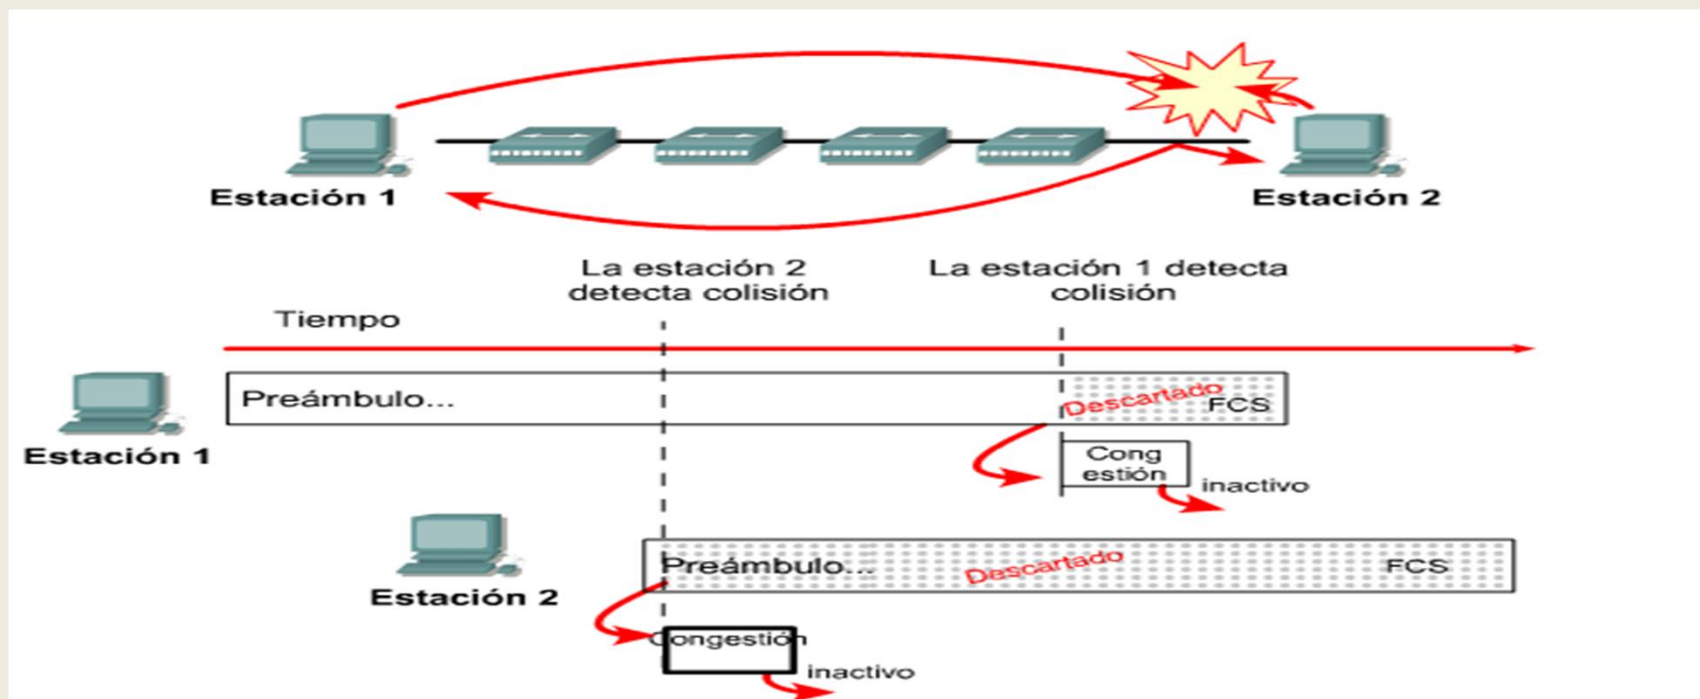 Estación 1
Estación 2
La estación 2
detecta colisión
La estación 1 detecta
colisión
Tiempo
Preámbulo...
Descartado
FCS
Estación 1
Cong
estión
inactivo
Preámbulo...
Descartado
FCS
Estación 2
Congestión
inactivo